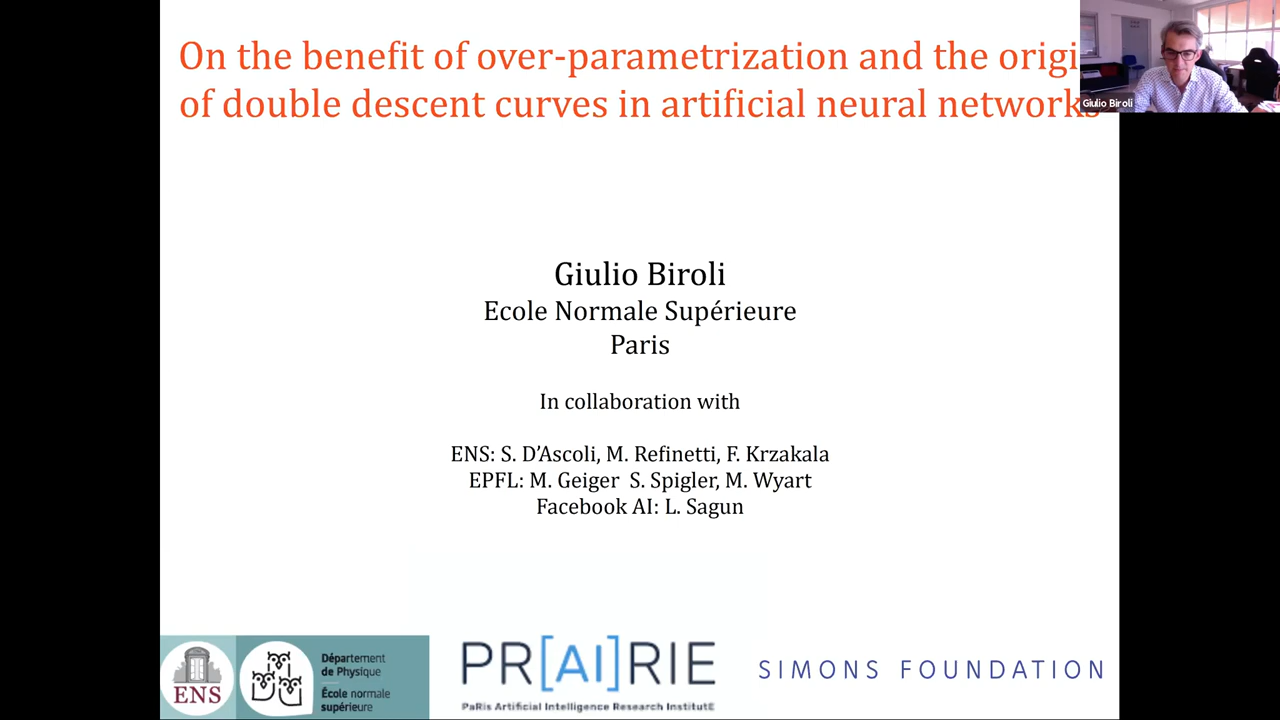 On the benefit of over-parametrization and the origi
of double descent curves in artificial neural networks
Giulio Biroli
Giulio Biroli
Ecole Normale Supérieure
Paris
In collaboration with
ENS: S. D'Ascoli, M. Refinetti, F. Krzakala
EPFL: M. Geiger S. Spigler, M. Wyart
Facebook AI: L. Sagun
ENS
Département
de Physique
École normale
supérieure
PR[AI]RIE
PaRis Artificial Intelligence Research InstitutE
SIMONS FOUNDATION